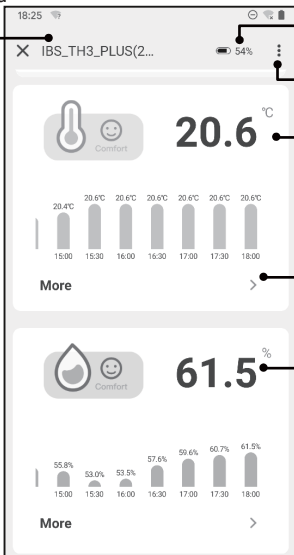 18:25
IBS_TH3_PLUS(2... 54%
Comfort
20.6 ℃
20.4℃ 20.6℃ 20.6℃ 20.6℃ 20.6℃ 20.6℃ 20.6℃
15:00 15:30 16:00 16:30 17:00 17:30 18:00
More
Comfort
61.5 %
55.8% 53.0% 53.5% 57.6% 59.6% 60.7% 61.5%
15:00 15:30 16:00 16:30 17:00 17:30 18:00
More